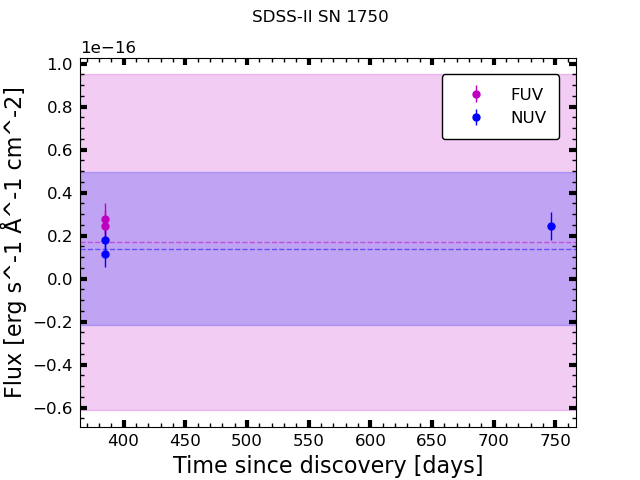 SDSS-II SN 1750
1e−16
1.0
0.8
0.6
0.4
0.2
0.0
−0.2
−0.4
−0.6
Flux [erg s^-1 Å^-1 cm^-2]
FUV
NUV
400 450 500 550 600 650 700 750
Time since discovery [days]